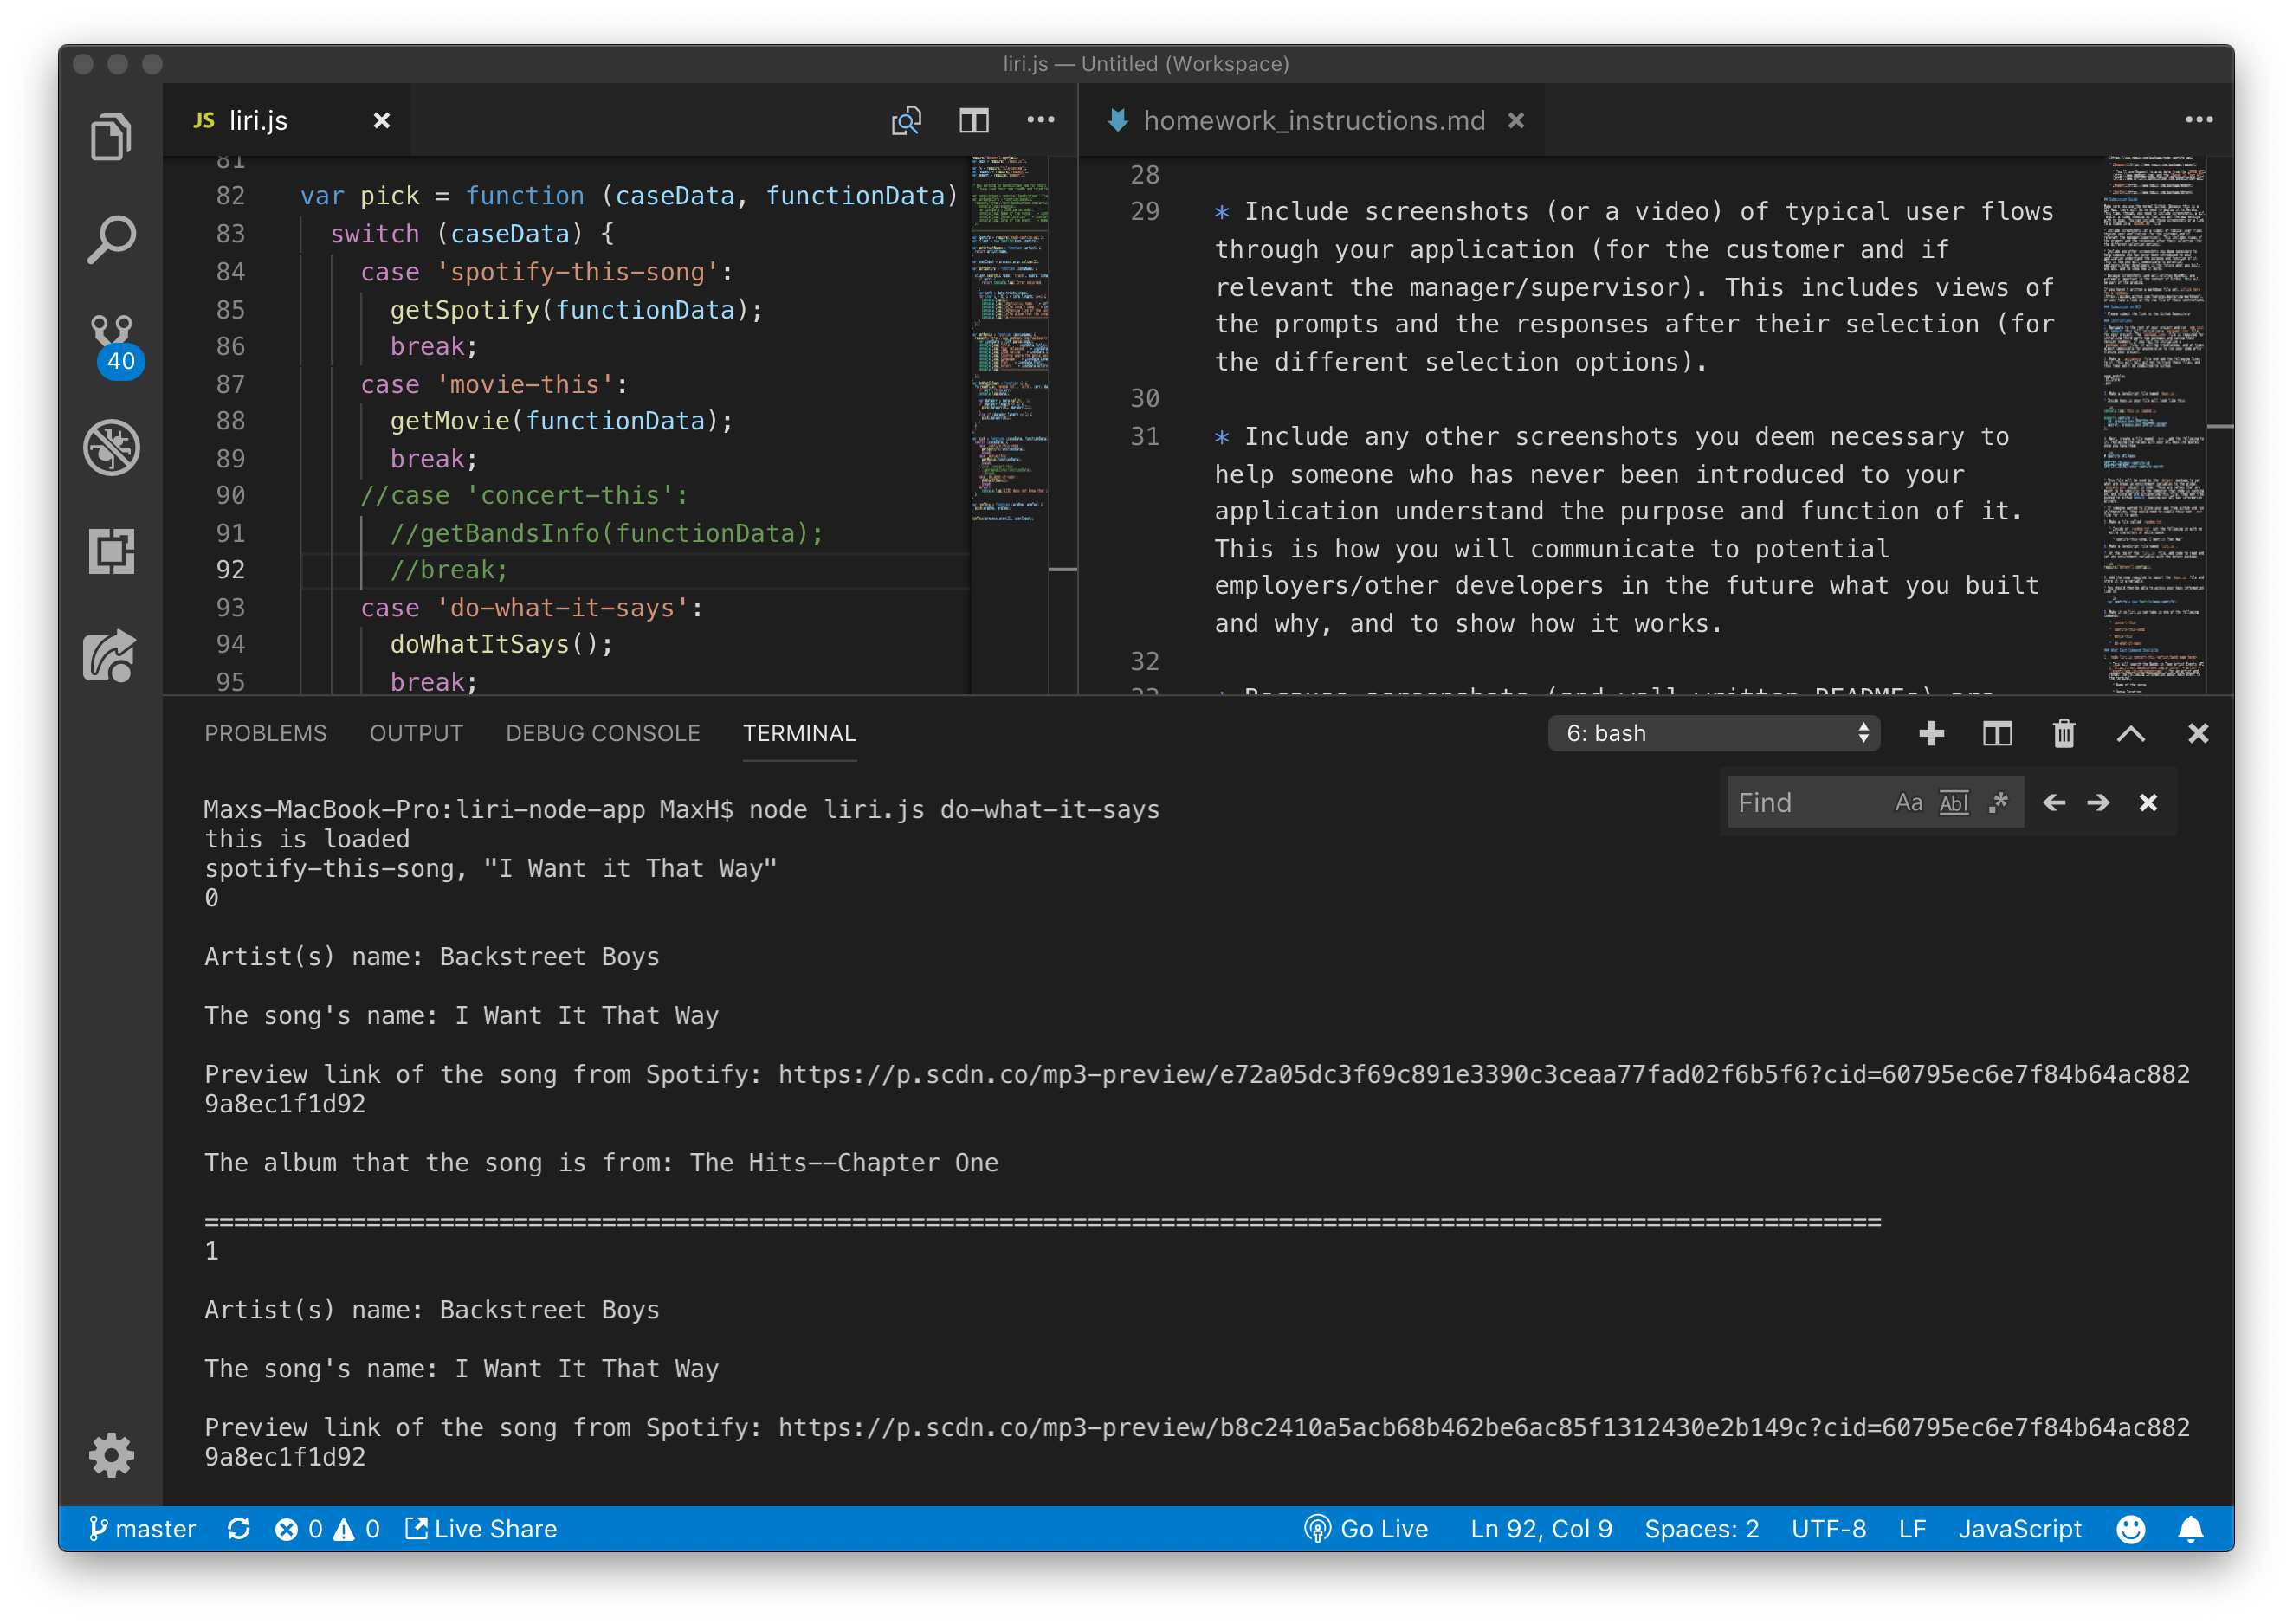 liri.js — Untitled (Workspace)
JS liri.js
homework_instructions.md
40
81
82 var pick = function (caseData, functionData)
83 switch (caseData) {
84 case 'spotify-this-song':
85 getSpotify(functionData);
86 break;
87 case 'movie-this':
88 getMovie(functionData);
89 break;
90 //case 'concert-this':
91 //getBandsInfo(functionData);
92 //break;
93 case 'do-what-it-says':
94 doWhatItSays();
95 break;
28
29 * Include screenshots (or a video) of typical user flows
through your application (for the customer and if
relevant the manager/supervisor). This includes views of
the prompts and the responses after their selection (for
the different selection options).
30
31 * Include any other screenshots you deem necessary to
help someone who has never been introduced to your
application understand the purpose and function of it.
This is how you will communicate to potential
employers/other developers in the future what you built
and why, and to show how it works.
32
33 * Because screenshots (and well-written READMEs) are
PROBLEMS OUTPUT DEBUG CONSOLE TERMINAL
6: bash
Find Aa Abl .*
Maxs-MacBook-Pro:liri-node-app MaxH$ node liri.js do-what-it-says
this is loaded
spotify-this-song, "I Want it That Way"
0
Artist(s) name: Backstreet Boys
The song's name: I Want It That Way
Preview link of the song from Spotify: https://p.scdn.co/mp3-preview/e72a05dc3f69c891e3390c3ceaa77fad02f6b5f6?cid=60795ec6e7f84b64ac882
9a8ec1f1d92
The album that the song is from: The Hits--Chapter One
==================================================================================================================
1
Artist(s) name: Backstreet Boys
The song's name: I Want It That Way
Preview link of the song from Spotify: https://p.scdn.co/mp3-preview/b8c2410a5acb68b462be6ac85f1312430e2b149c?cid=60795ec6e7f84b64ac882
9a8ec1f1d92
master 0 0 Live Share Go Live Ln 92, Col 9 Spaces: 2 UTF-8 LF JavaScript